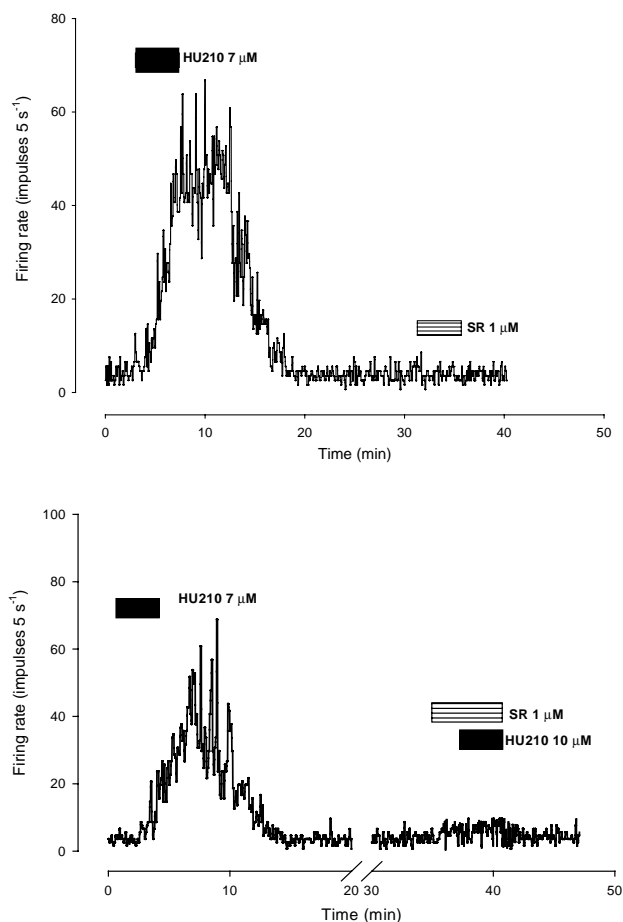 80
HU210 7 μM
60
40
20
SR 1 μM
0
Firing rate (impulses 5 s⁻¹)
0 10 20 30 40 50
Time (min)
100
80
HU210 7 μM
60
40
SR 1 μM
HU210 10 μM
20
0
Firing rate (impulses 5 s⁻¹)
0 10 20 30 40 50
Time (min)